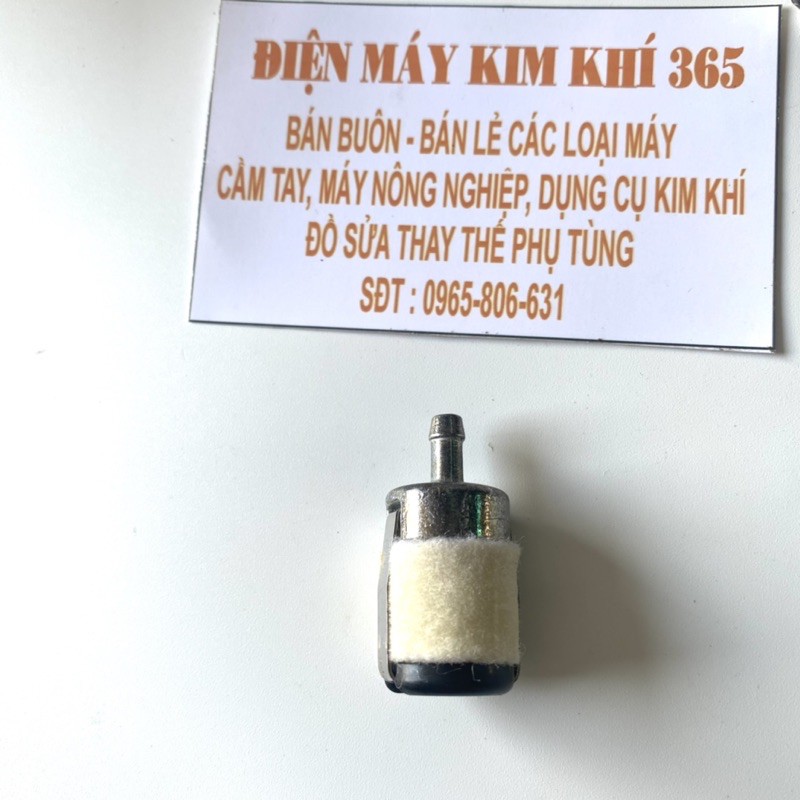 ĐIỆN MÁY KIM KHÍ 365
BÁN BUÔN - BÁN LẺ CÁC LOẠI MÁY
CẦM TAY, MÁY NÔNG NGHIỆP, DỤNG CỤ KIM KHÍ
ĐỒ SỬA THAY THẾ PHỤ TÙNG
SĐT : 0965-806-631